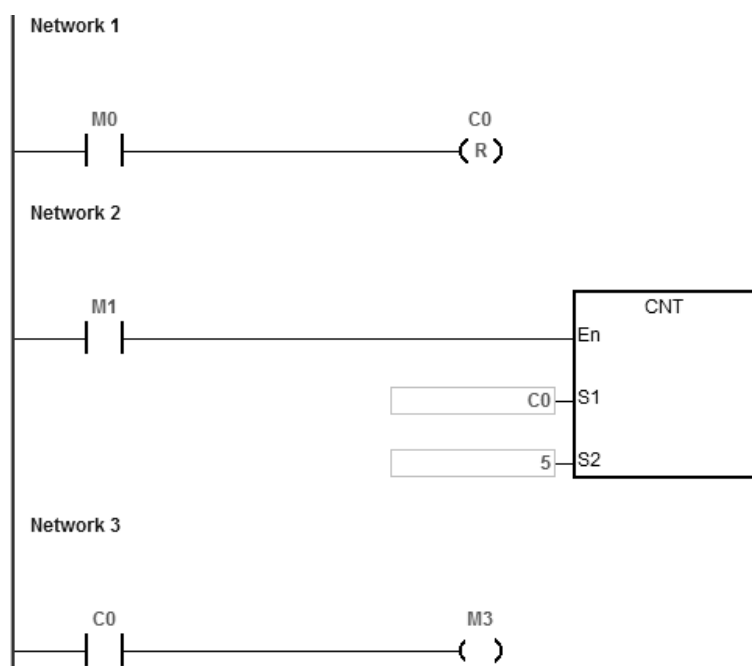 Network 1
M0 C0
R
Network 2
M1
CNT
En
C0 S1
5 S2
Network 3
C0 M3